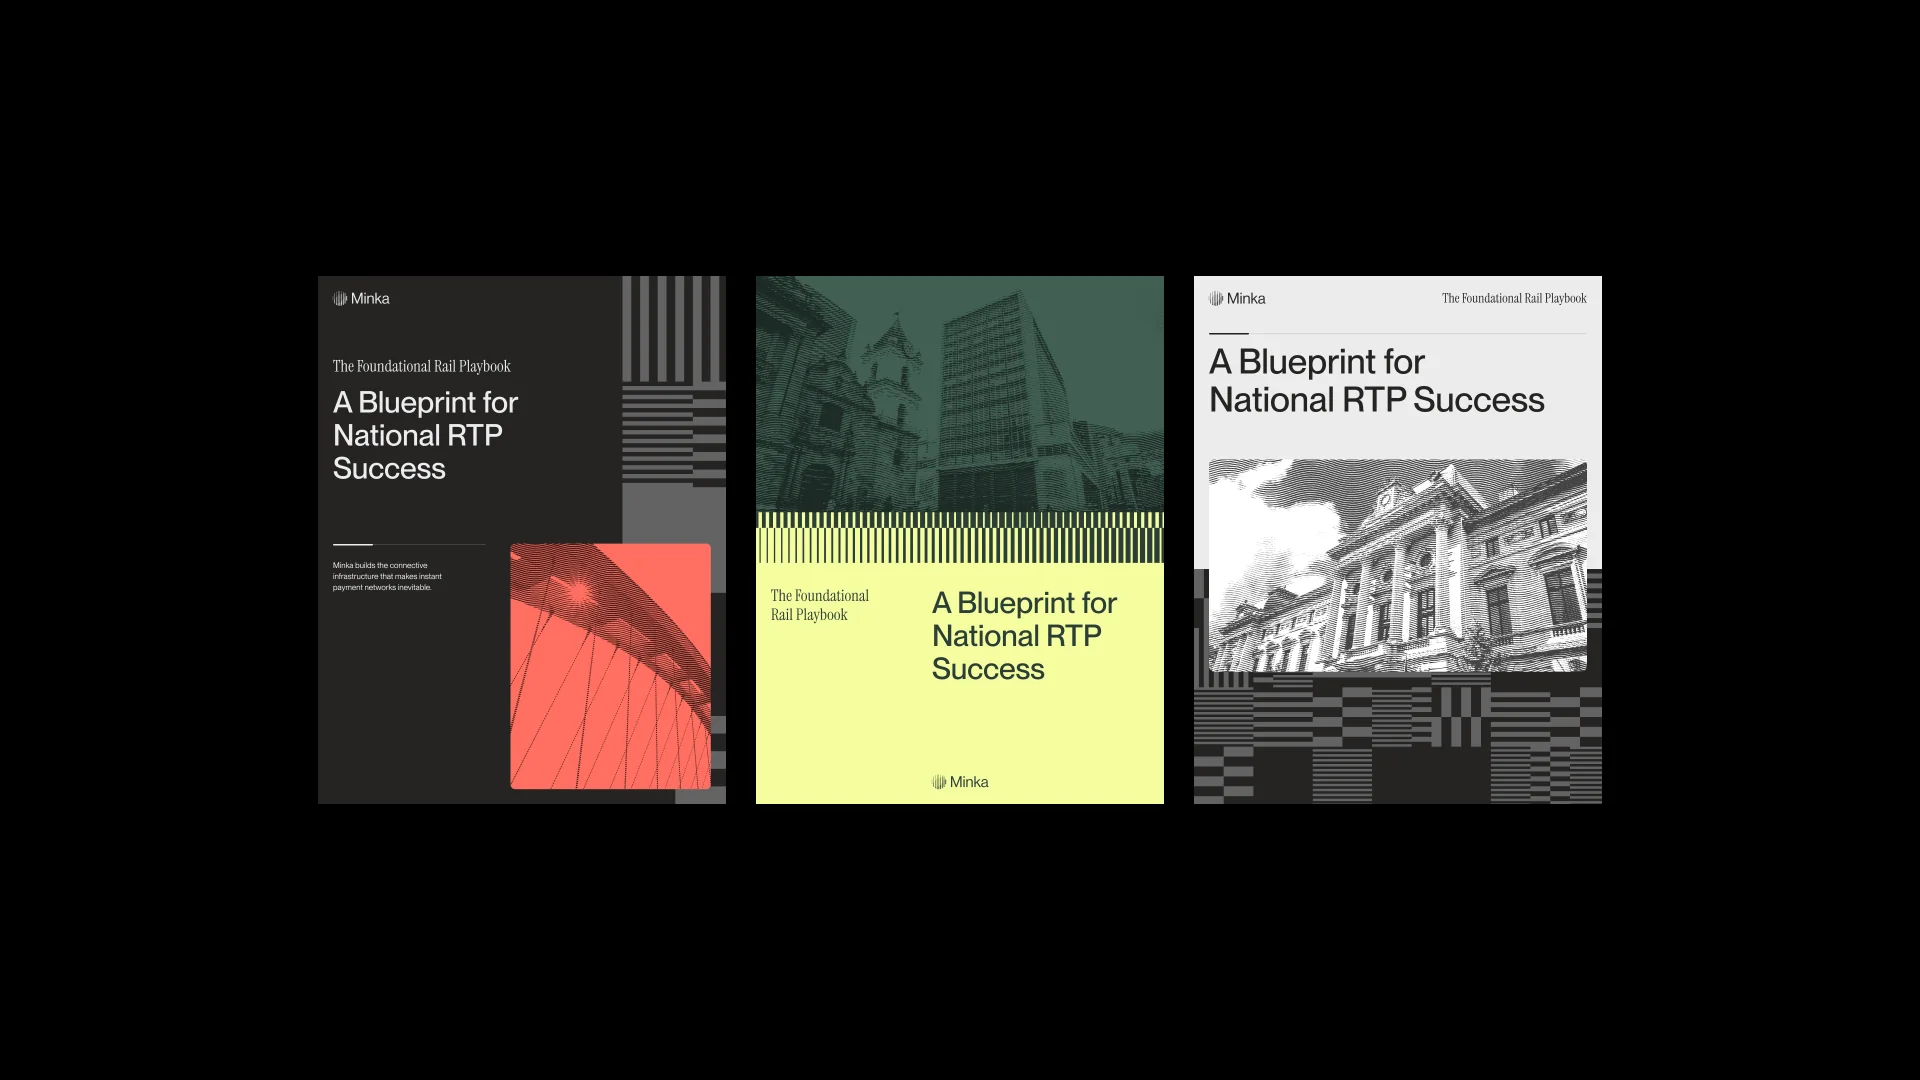 Minka
The Foundational Rail Playbook
A Blueprint for
National RTP
Success
Minka builds the connective
infrastructure that makes instant
payment networks inevitable.
The Foundational
Rail Playbook
A Blueprint for
National RTP
Success
Minka
Minka
The Foundational Rail Playbook
A Blueprint for
National RTP Success